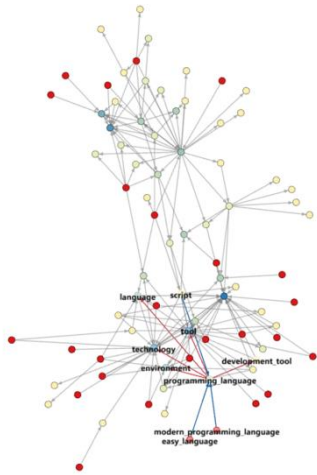 script
language
tool
technology
development_tool
environment
programming_language
modern_programming_language
easy_language